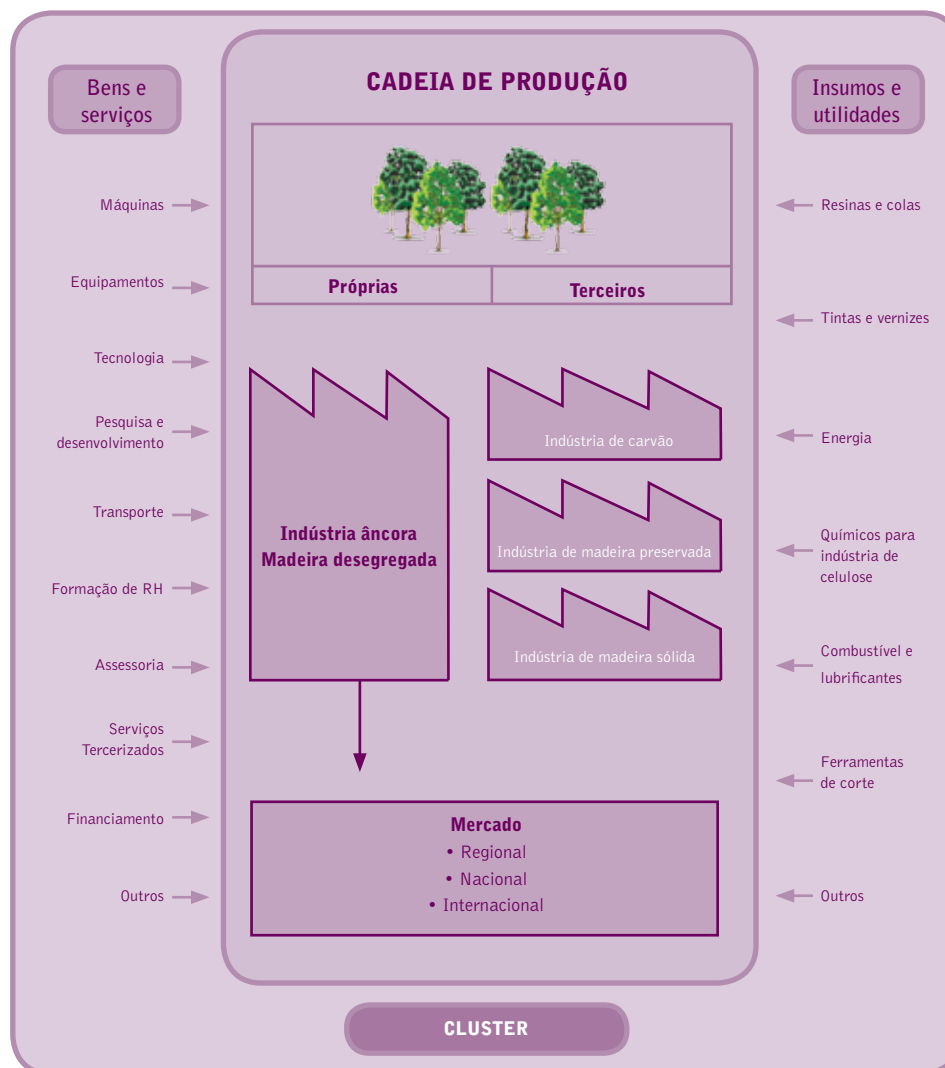 CADEIA DE PRODUÇÃO
Bens e
serviços
Máquinas
Equipamentos
Tecnologia
Pesquisa e
desenvolvimento
Transporte
Formação de RH
Assessoria
Serviços
Tercerizados
Financiamento
Outros
Próprias
Terceiros
Indústria âncora
Madeira desegregada
Indústria de carvão
Indústria de madeira preservada
Indústria de madeira sólida
Mercado
• Regional
• Nacional
• Internacional
Insumos e
utilidades
Resinas e colas
Tintas e vernizes
Energia
Químicos para
indústria de
celulose
Combustível e
lubrificantes
Ferramentas
de corte
Outros
CLUSTER